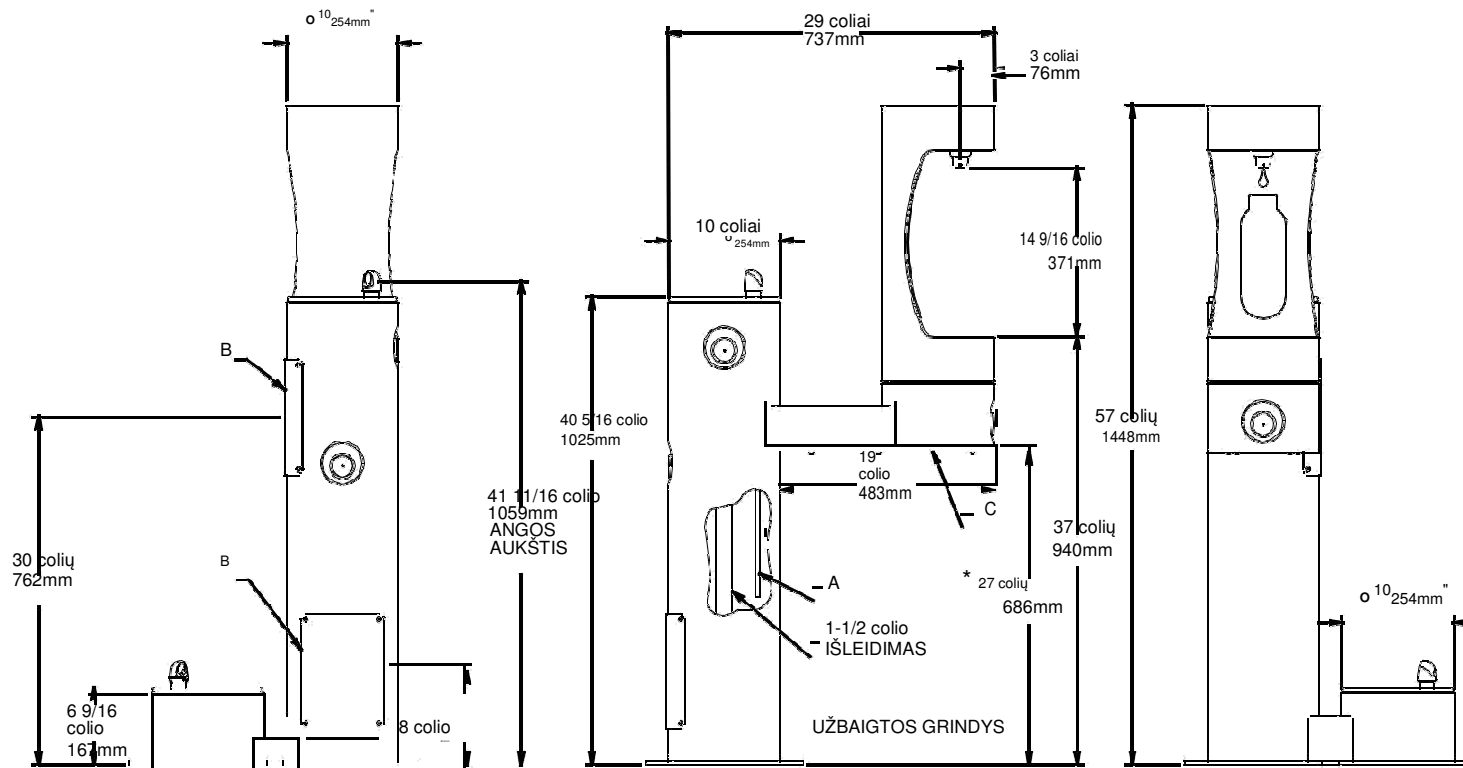 o 10 254mm"
29 coliai
737mm
3 coliai
76mm
10 coliai
o 254mm
14 9/16 colio
371mm
B
40 5/16 colio
1025mm
57 colių
1448mm
19
colio
483mm
41 11/16 colio
1059mm
ANGOS
AUKŠTIS
C
37 colių
940mm
30 colių
762mm
B
A
* 27 colių
686mm
o 10 254mm"
1-1/2 colio
IŠLEIDIMAS
6 9/16
colio
167mm
8 colio
UŽBAIGTOS GRINDYS